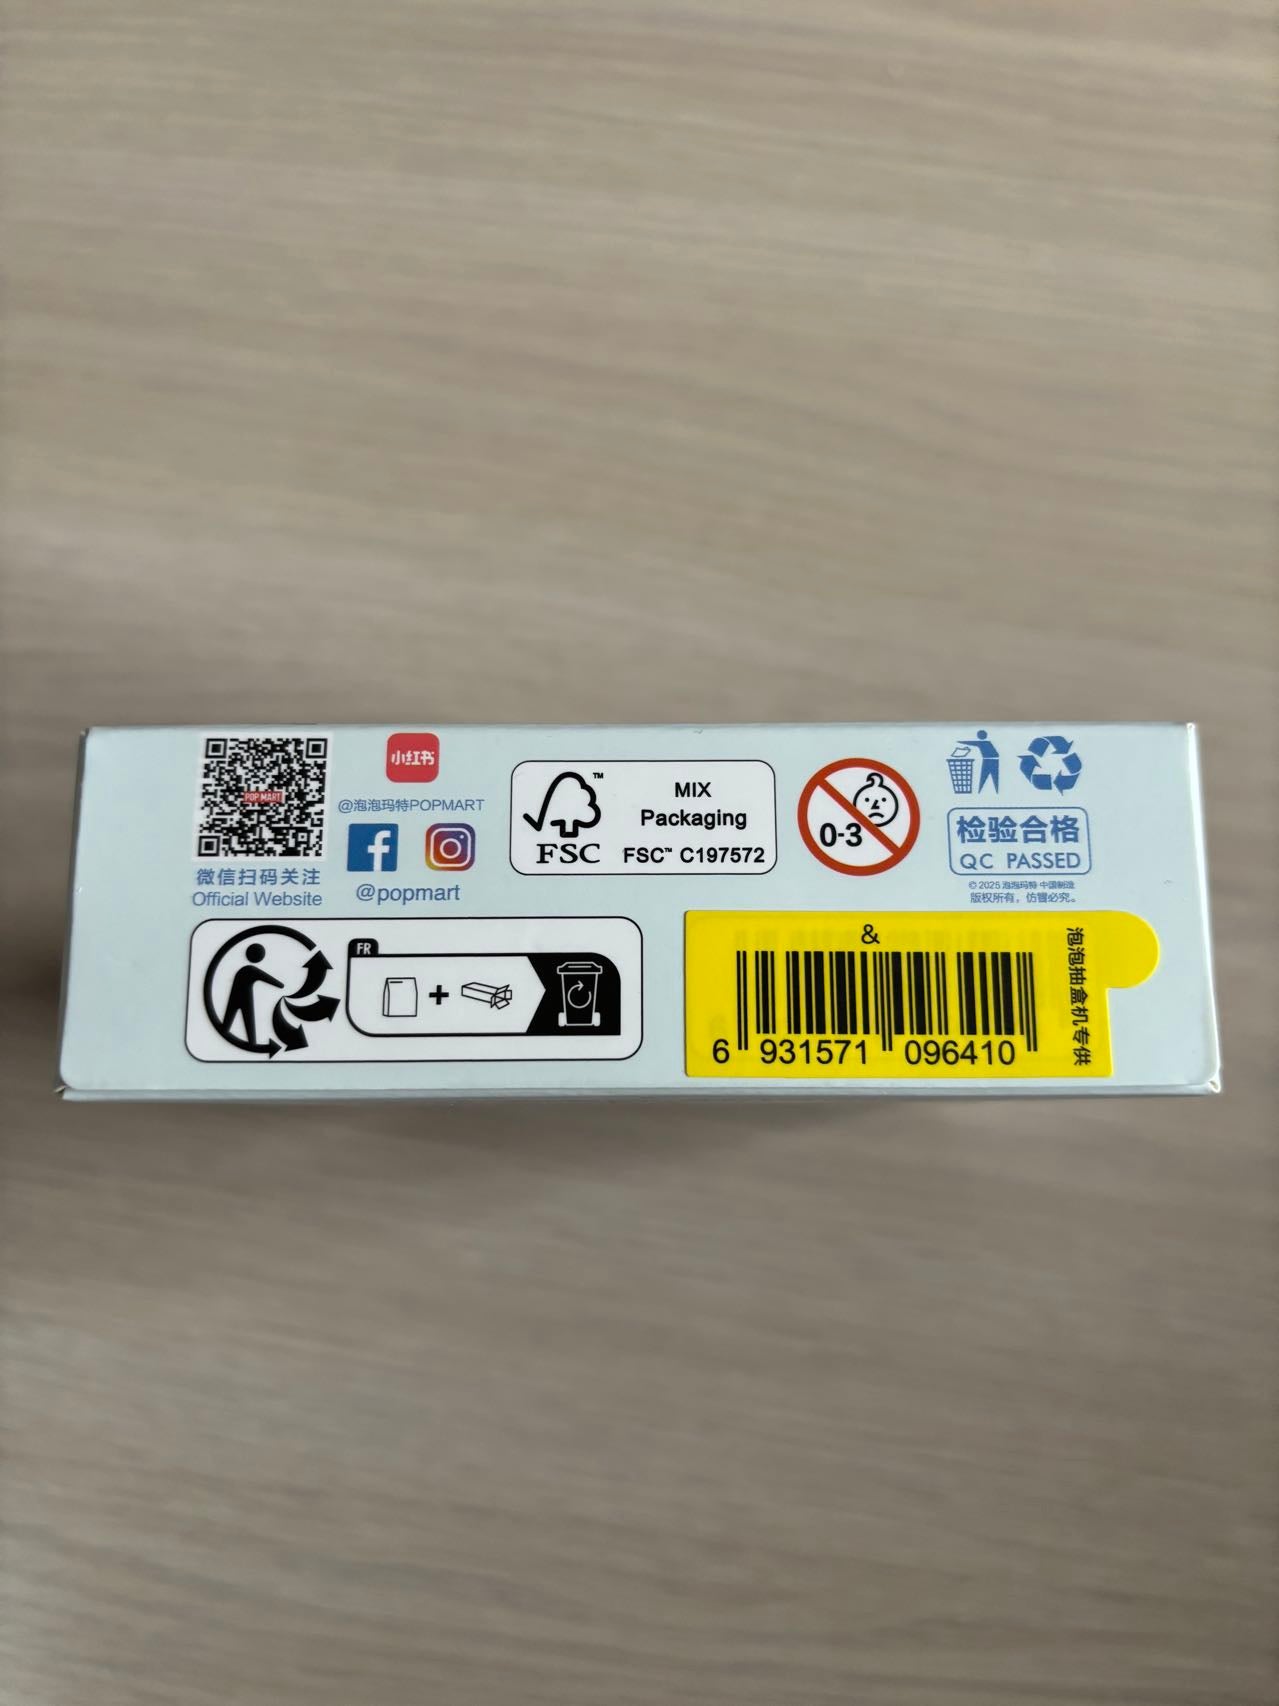 POP MART
微信扫码关注
Official Website
小红书
@泡泡玛特POPMART
@popmart
FSC™
MIX
Packaging
FSC™ C197572
0-3
检验合格
QC PASSED
© 2025 泡泡玛特 中国制造
版权所有，仿冒必究。
FR
+
&
6 931571 096410
泡泡抽盒机专供